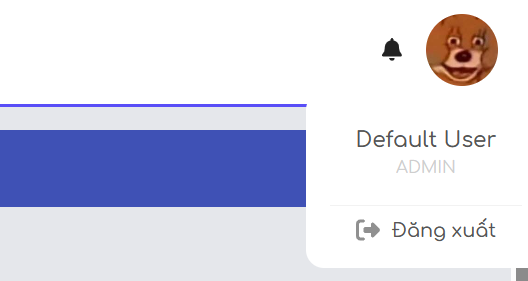 Default User
ADMIN
Đăng xuất